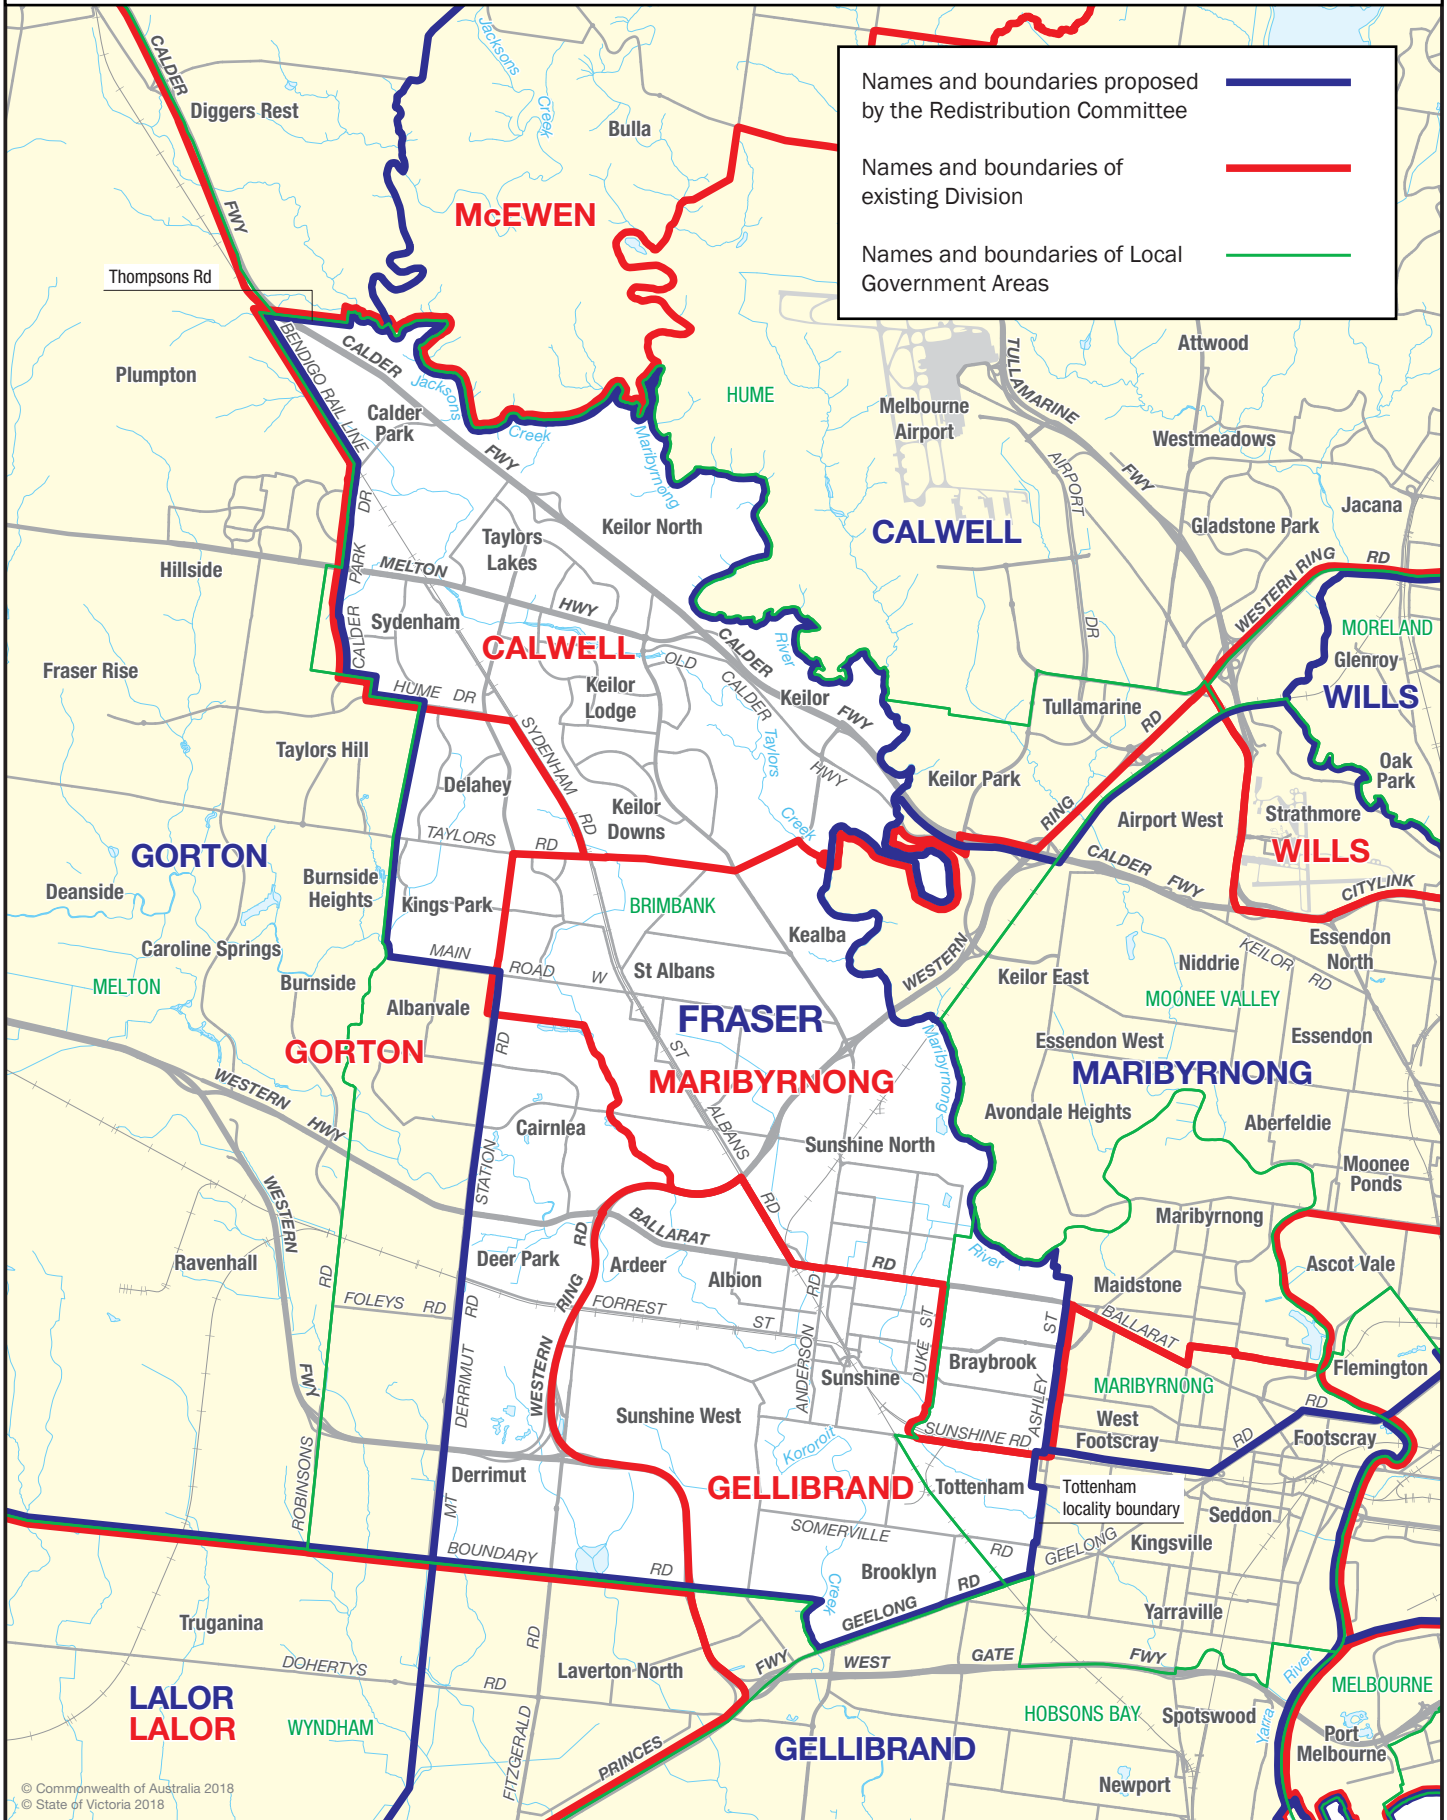 Names and boundaries proposed
by the Redistribution Committee
Names and boundaries of
existing Division
Names and boundaries of Local
Government Areas
CALDER
FWY
Diggers Rest
Jacksons
Creek
Bulla
McEWEN
Thompsons Rd
Plumpton
BENDIGO RAIL LINE
CALDER
FWY
Calder
Park
Jacksons
Creek
Maribyrnong
HUME
Melbourne
Airport
TULLAMARINE
FWY
AIRPORT
DR
Attwood
Westmeadows
Jacana
Gladstone Park
CALWELL
Keilor North
Taylors
Lakes
Hillside
MELTON
HWY
CALDER
PARK
DR
Sydenham
CALWELL
OLD
CALDER
HWY
CALDER
FWY
River
Keilor
Keilor
Lodge
HUME DR
SYDENHAM
RD
Fraser Rise
Taylors Hill
Delahey
Keilor
Downs
Taylors
Creek
Keilor Park
Tullamarine
WESTERN RING
RD
RING
RD
MORELAND
Glenroy
WILLS
Oak
Park
Strathmore
WILLS
Airport West
CALDER
FWY
CITYLINK
GORTON
TAYLORS
RD
Deanside
Burnside
Heights
Kings Park
BRIMBANK
Kealba
Caroline Springs
MAIN
ROAD
W
St Albans
WESTERN
Keilor East
Niddrie
KEILOR
RD
Essendon
North
MELTON
Burnside
Albanvale
FRASER
MOONEE VALLEY
Essendon West
Essendon
GORTON
RD
ST
ALBANS
RD
MARIBYRNONG
Maribyrnong
MARIBYRNONG
Avondale Heights
Aberfeldie
WESTERN
HWY
Cairnlea
Sunshine North
Moonee
Ponds
STATION
WESTERN
FWY
RD
BALLARAT
RD
Maribyrnong
River
Ravenhall
Deer Park
Ardeer
Albion
Ascot Vale
Maidstone
RD
RING
WESTERN
FOLEYS RD
RD
FORREST
ST
ANDERSON
RD
DUKE ST
ST
ASHLEY
BALLARAT
Braybrook
Sunshine
Flemington
MARIBYRNONG
DERRIMUT
MT
Sunshine West
SUNSHINE RD
West
Footscray
RD
RD
Footscray
Kororoit
Creek
ROBINSONS
Derrimut
GELLIBRAND
Tottenham
Tottenham
locality boundary
Seddon
SOMERVILLE
RD
GEELONG
Kingsville
BOUNDARY
RD
Brooklyn
GEELONG
RD
Yarraville
Truganina
DOHERTYS
RD
RD
FITZGERALD
Laverton North
FWY
WEST
GATE
FWY
River
Yarra
MELBOURNE
LALOR
LALOR
WYNDHAM
HOBSONS BAY
Spotswood
Port
Melbourne
PRINCES
GELLIBRAND
Newport
© Commonwealth of Australia 2018
© State of Victoria 2018